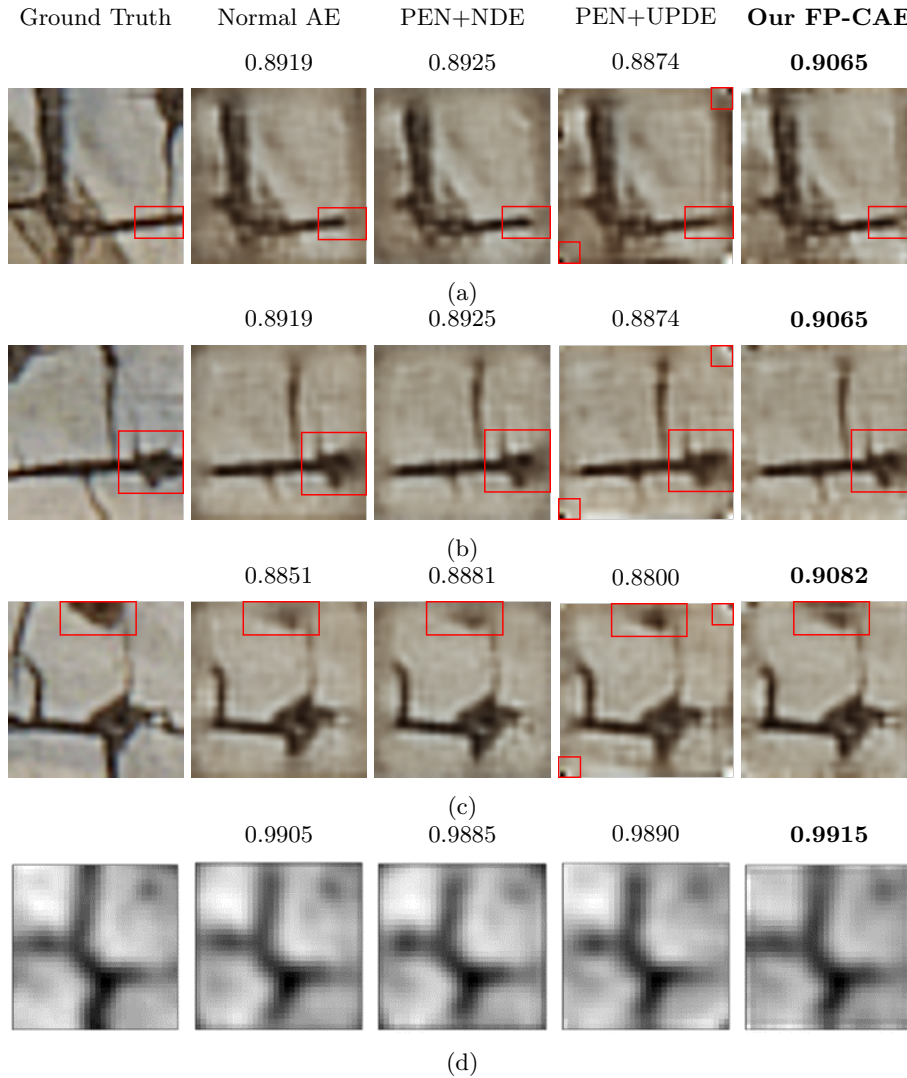 Ground Truth Normal AE PEN+NDE PEN+UPDE Our FP-CAE
0.8919 0.8925 0.8874 0.9065
(a)
0.8919 0.8925 0.8874 0.9065
(b)
0.8851 0.8881 0.8800 0.9082
(c)
0.9905 0.9885 0.9890 0.9915
(d)